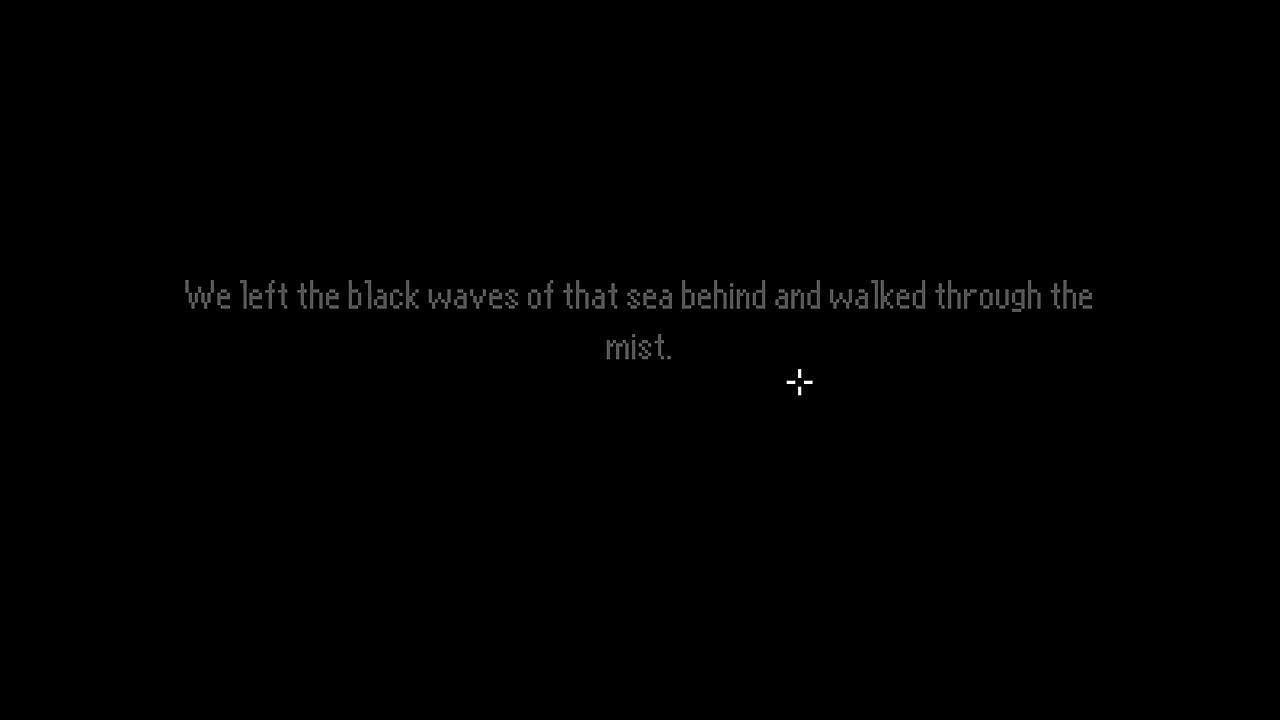 We left the black waves of that sea behind and walked through the
mist.